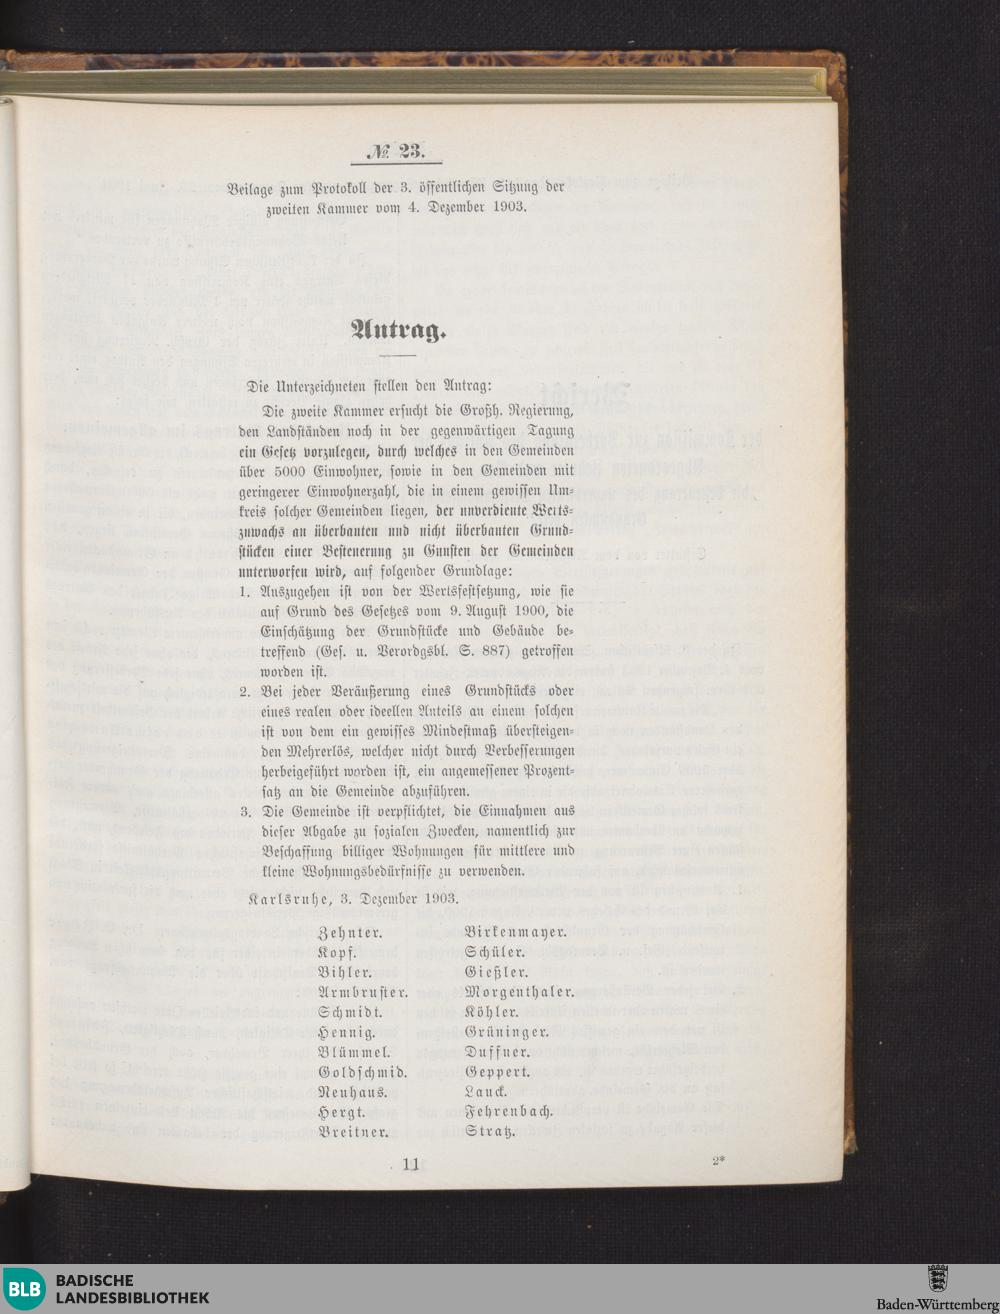 № 23.
Beilage zum Protokoll der 3. öffentlichen Sitzung der
zweiten Kammer vom 4. Dezember 1903.
Antrag.
Die Unterzeichneten stellen den Antrag:
Die zweite Kammer ersucht die Großh. Regierung,
den Landständen noch in der gegenwärtigen Tagung
ein Gesetz vorzulegen, durch welches in den Gemeinden
über 5000 Einwohner, sowie in den Gemeinden mit
geringerer Einwohnerzahl, die in einem gewissen Um-
kreis solcher Gemeinden liegen, der unverdiente Werts-
zuwachs an überbauten und nicht überbauten Grund-
stücken einer Besteuerung zu Gunsten der Gemeinden
unterworfen wird, auf folgender Grundlage:
1. Auszugehen ist von der Wertsfestsetzung, wie sie
auf Grund des Gesetzes vom 9. August 1900, die
Einschätzung der Grundstücke und Gebäude be-
treffend (Ges. u. Verordgsbl. S. 887) getroffen
worden ist.
2. Bei jeder Veräußerung eines Grundstücks oder
eines realen oder ideellen Anteils an einem solchen
ist von dem ein gewisses Mindestmaß übersteigen-
den Mehrerlös, welcher nicht durch Verbesserungen
herbeigeführt worden ist, ein angemessener Prozent-
satz an die Gemeinde abzuführen.
3. Die Gemeinde ist verpflichtet, die Einnahmen aus
dieser Abgabe zu sozialen Zwecken, namentlich zur
Beschaffung billiger Wohnungen für mittlere und
kleine Wohnungsbedürfnisse zu verwenden.
Karlsruhe, 3. Dezember 1903.
Zehnter.
Kopf.
Bihler.
Armbruster.
Schmidt.
Hennig.
Blümmel.
Goldschmid.
Neuhaus.
Hergt.
Breitner.
Birkenmayer.
Schüler.
Gießler.
Morgenthaler.
Köhler.
Grüninger.
Duffner.
Geppert.
Lauck.
Fehrenbach.
Stratz.
11
2*
BLB
BADISCHE
LANDESBIBLIOTHEK
Baden-Württemberg